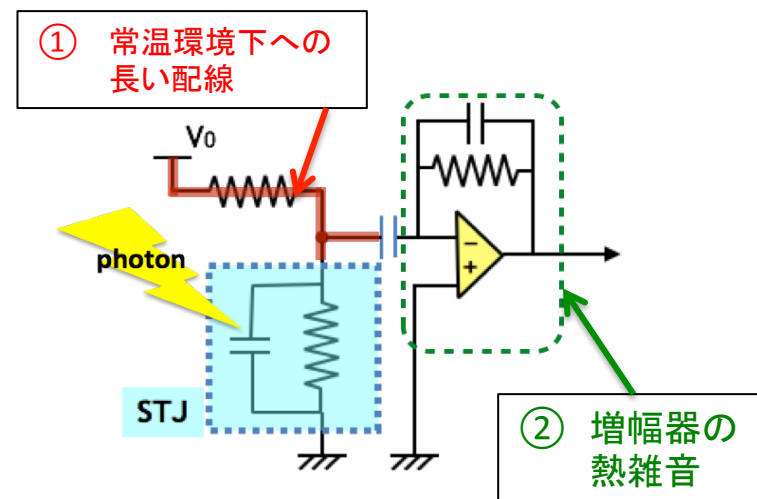 ① 常温環境下への
長い配線
V0
photon
STJ
② 増幅器の
熱雑音